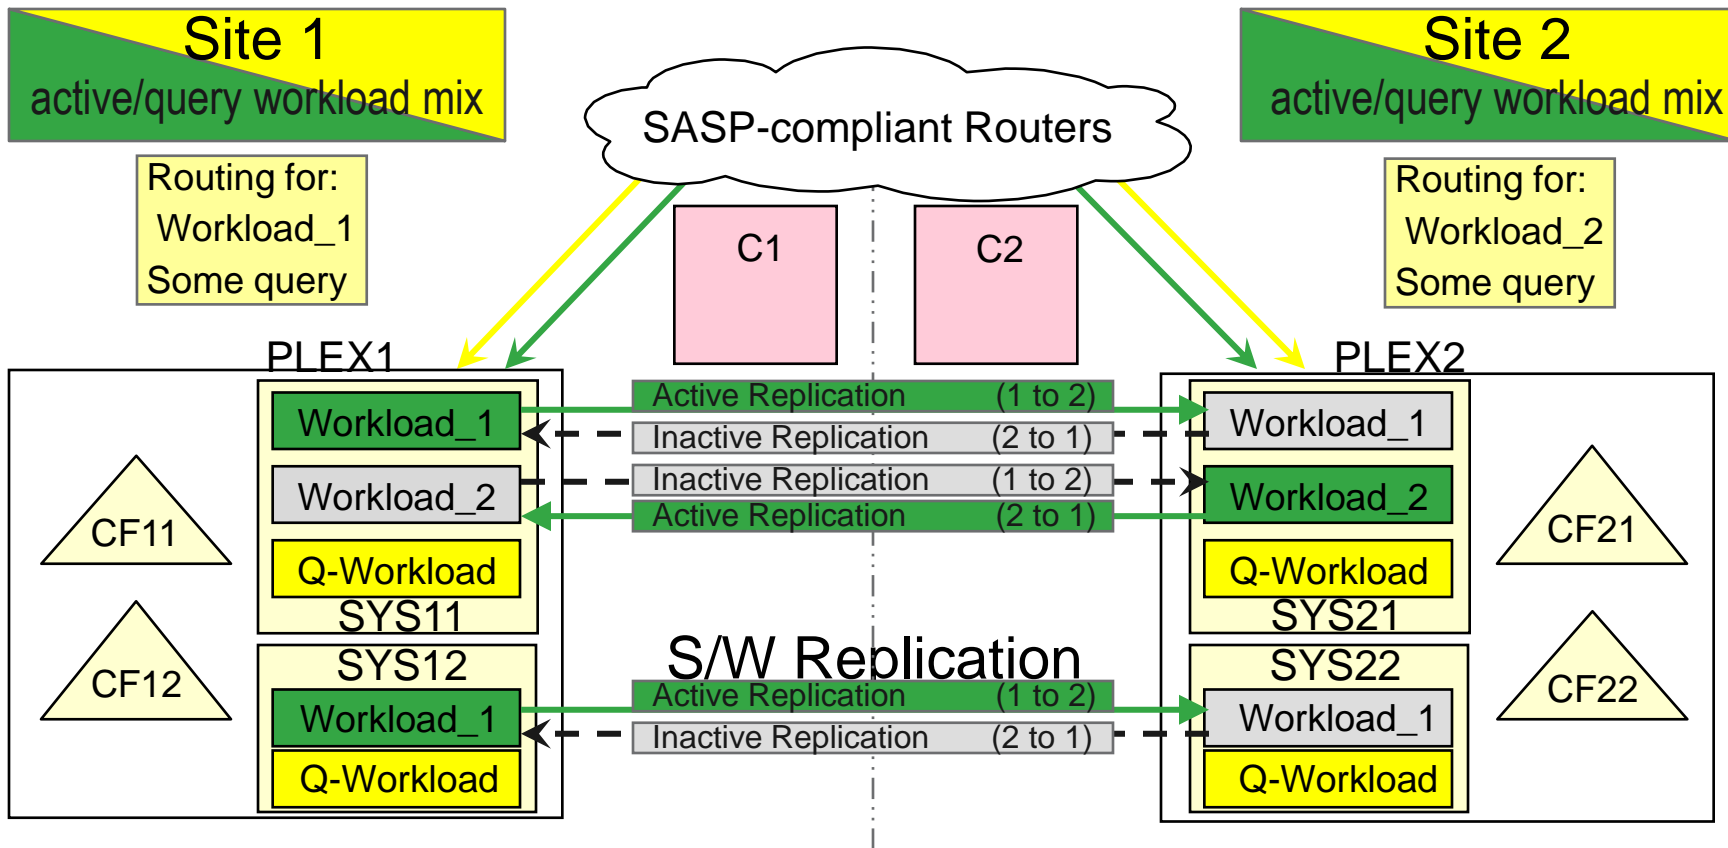 Site 1
active/query workload mix
Site 2
active/query workload mix
SASP-compliant Routers
Routing for:
Workload_1
Some query
Routing for:
Workload_2
Some query
C1
C2
PLEX1
PLEX2
Workload_1
Active Replication (1 to 2)
Workload_1
Inactive Replication (2 to 1)
Workload_2
Inactive Replication (1 to 2)
Workload_2
Active Replication (2 to 1)
CF11
CF21
Q-Workload
Q-Workload
SYS11
SYS21
S/W Replication
SYS12
SYS22
CF12
CF22
Workload_1
Active Replication (1 to 2)
Workload_1
Inactive Replication (2 to 1)
Q-Workload
Q-Workload